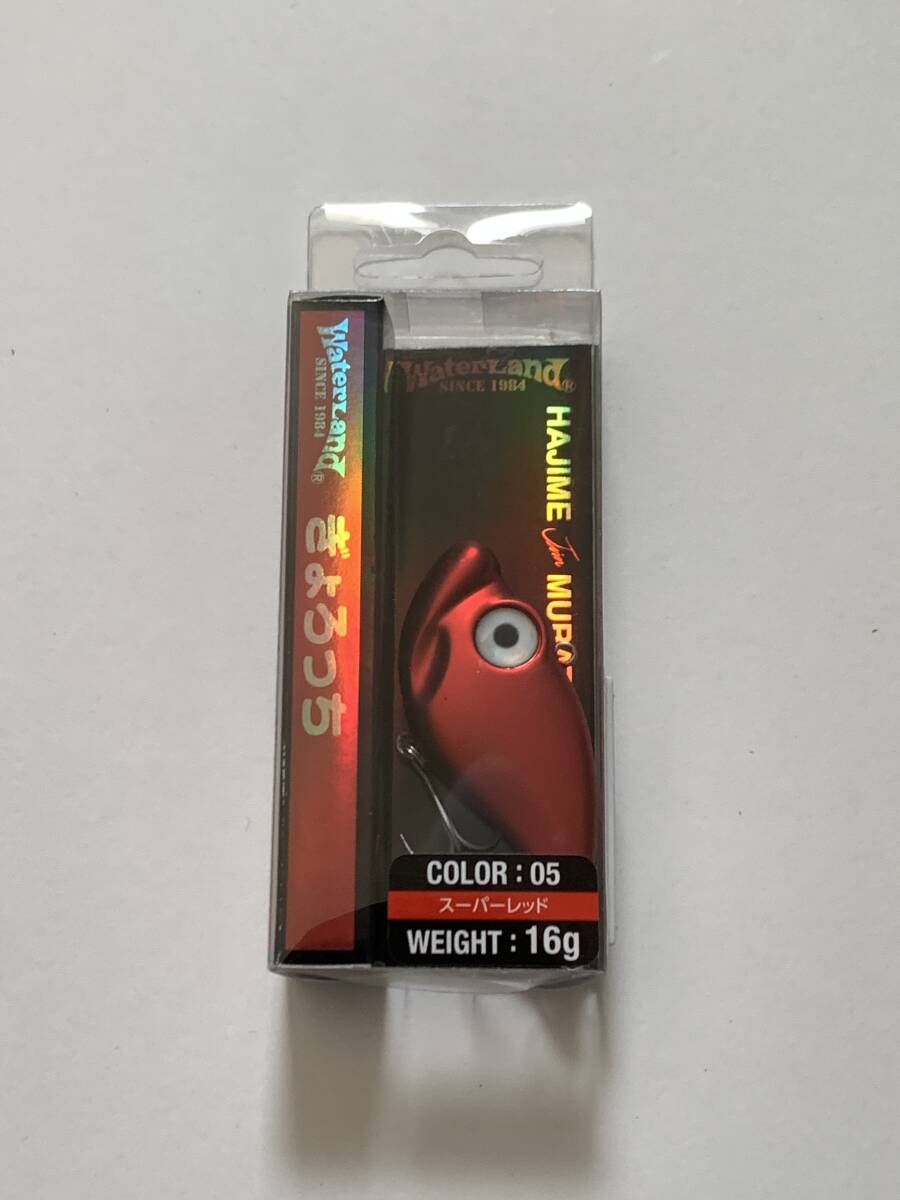 WaterLand®
SINCE 1984
ぎょろっち
WaterLand®
SINCE 1984
HAJIME Jim
COLOR : 05
スーパーレッド
WEIGHT : 16g